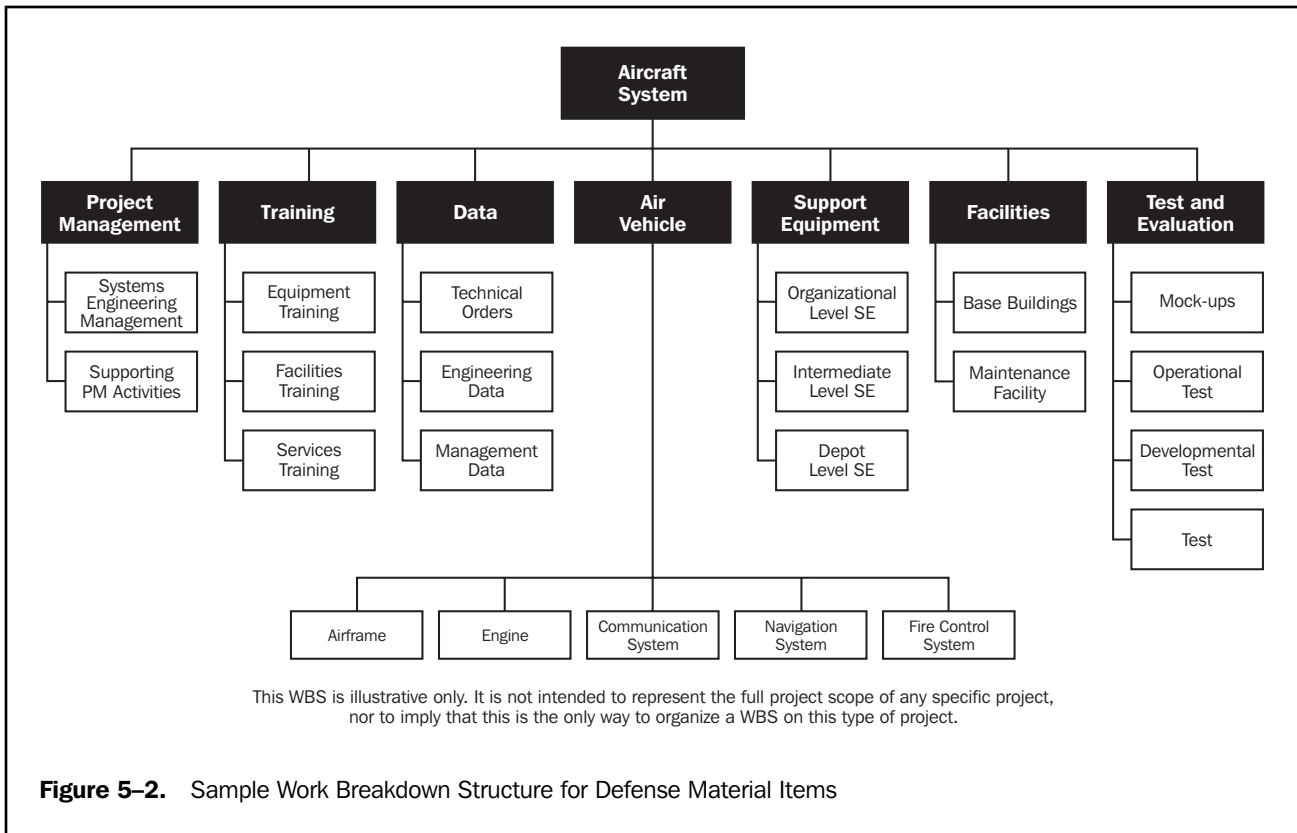 Aircraft
System
Project
Management
Training
Data
Air
Vehicle
Support
Equipment
Facilities
Test and
Evaluation
Systems
Engineering
Management
Supporting
PM Activities
Equipment
Training
Facilities
Training
Services
Training
Technical
Orders
Engineering
Data
Management
Data
Organizational
Level SE
Intermediate
Level SE
Depot
Level SE
Base Buildings
Maintenance
Facility
Mock-ups
Operational
Test
Developmental
Test
Test
Airframe
Engine
Communication
System
Navigation
System
Fire Control
System
This WBS is illustrative only. It is not intended to represent the full project scope of any specific project,
nor to imply that this is the only way to organize a WBS on this type of project.
Figure 5–2. Sample Work Breakdown Structure for Defense Material Items